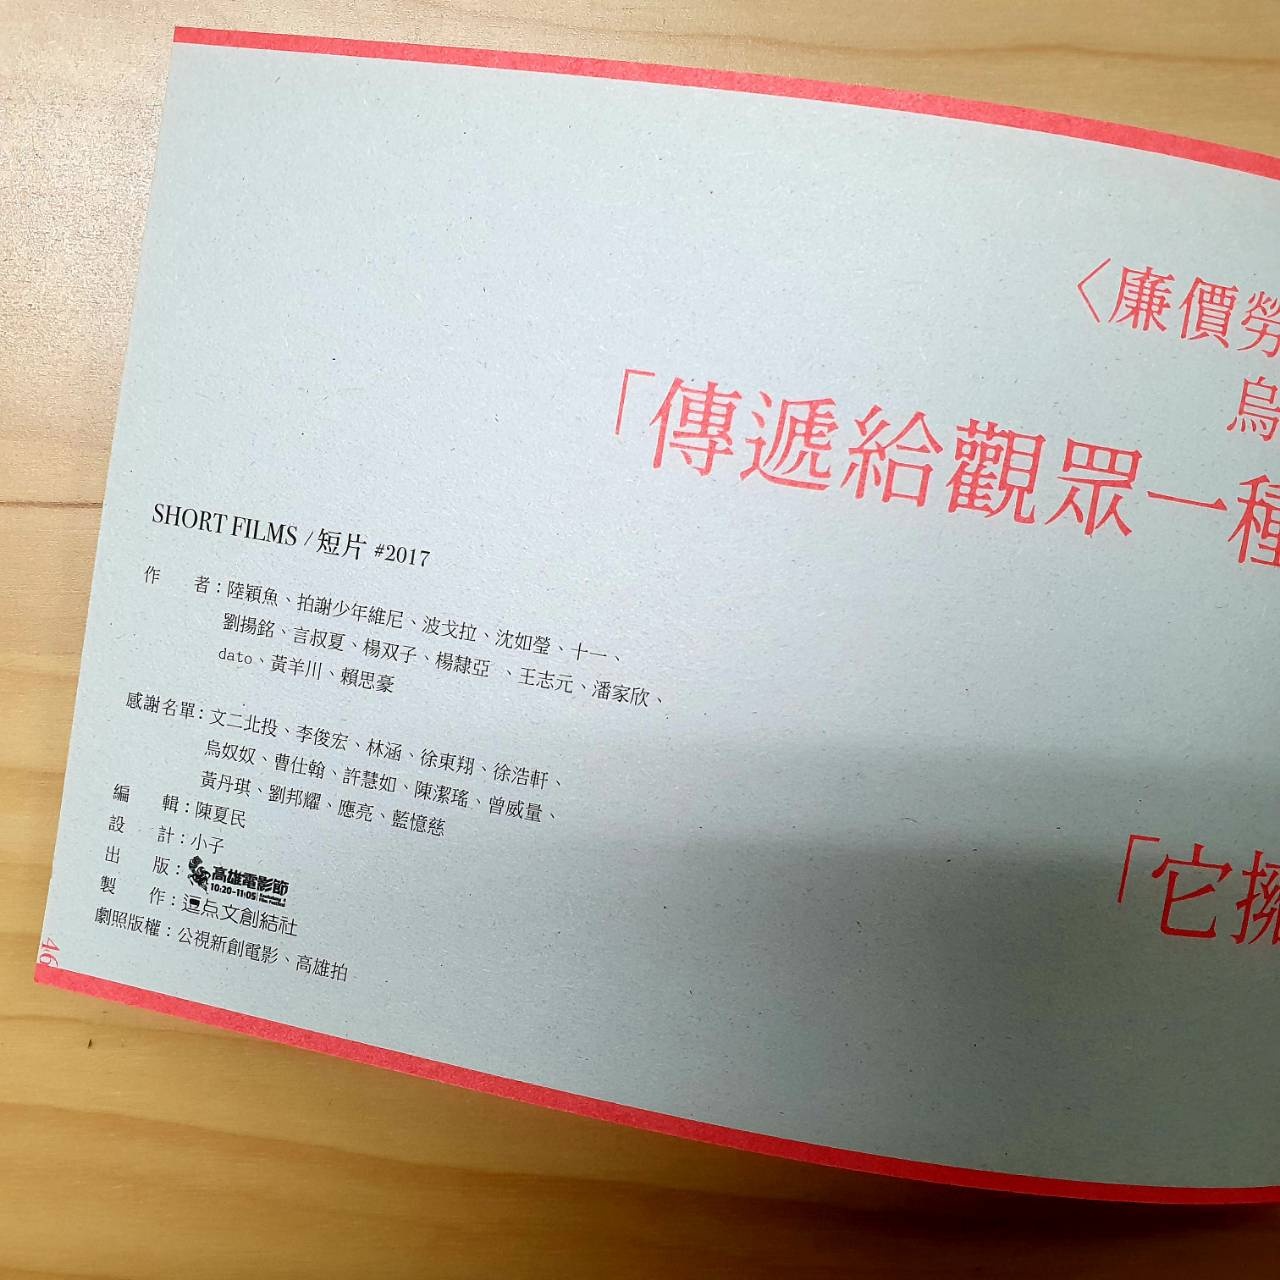 〈廉價勞
烏
「傳遞給觀眾一種
「它擁
SHORT FILMS / 短片 #2017
作 者：陸穎魚、拍謝少年維尼、波戈拉、沈如瑩、十一、
劉揚銘、言叔夏、楊双子、楊隸亞、王志元、潘家欣、
dato、黃羊川、賴思豪
感謝名單：文二北投、李俊宏、林涵、徐東翔、徐浩軒、
烏奴奴、曹仕翰、許慧如、陳潔瑤、曾威量、
黃丹琪、劉邦耀、應亮、藍憶慈
編 輯：陳夏民
設 計：小子
出 版：高雄電影節
10:20-11:05
製 作：逗点文創結社
劇照版權：公視新創電影、高雄拍
46